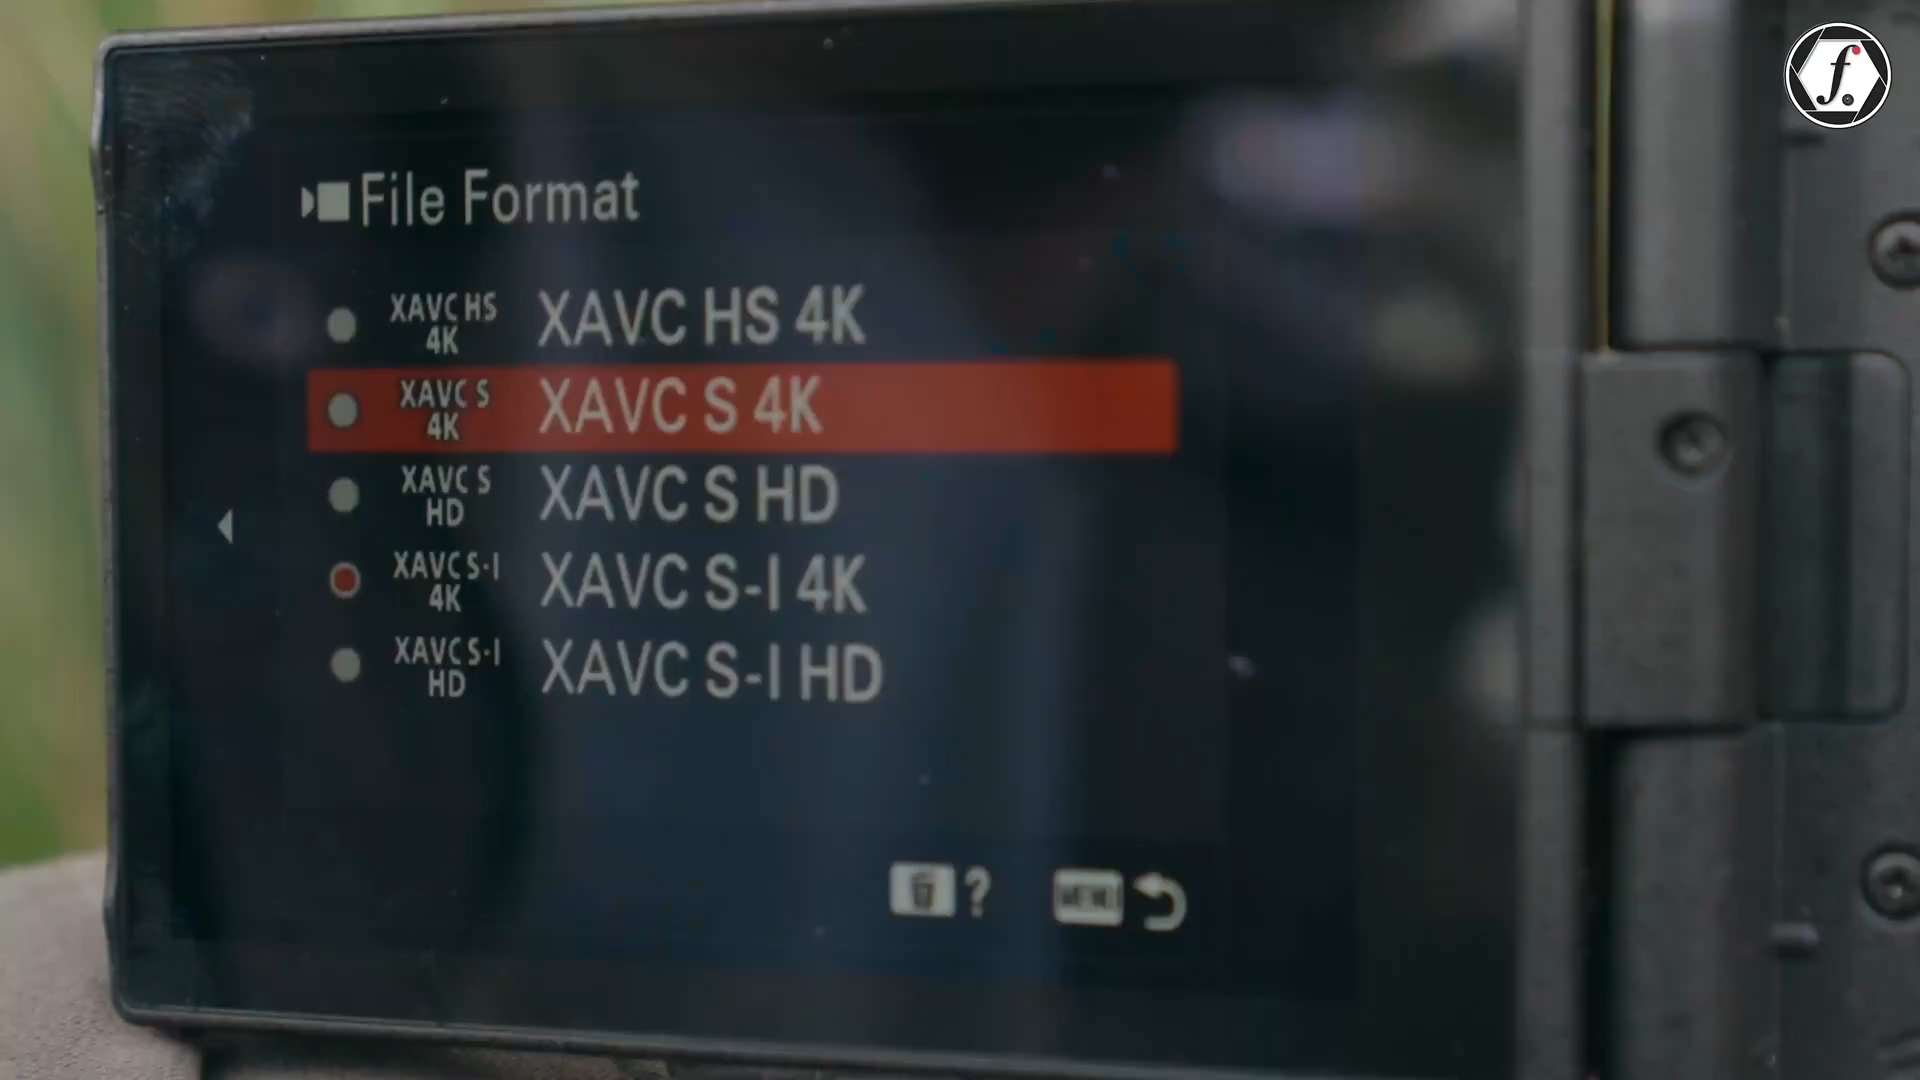 File Format
XAVC HS
4K
XAVC HS 4K
XAVC S
4K
XAVC S 4K
XAVC S
HD
XAVC S HD
XAVC S-I
4K
XAVC S-I 4K
XAVC S-I
HD
XAVC S-I HD
?
MENU
f